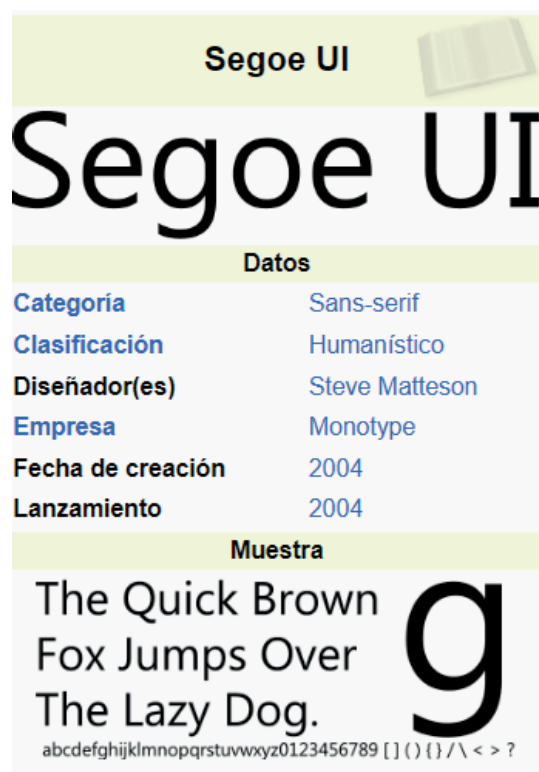 Segoe UI
Segoe UI
Datos
Categoría Sans-serif
Clasificación Humanístico
Diseñador(es) Steve Matteson
Empresa Monotype
Fecha de creación 2004
Lanzamiento 2004
Muestra
The Quick Brown
Fox Jumps Over
The Lazy Dog.
g
abcdefghijklmnopqrstuvwxyz0123456789 [ ] ( ) { } / \ < > ?